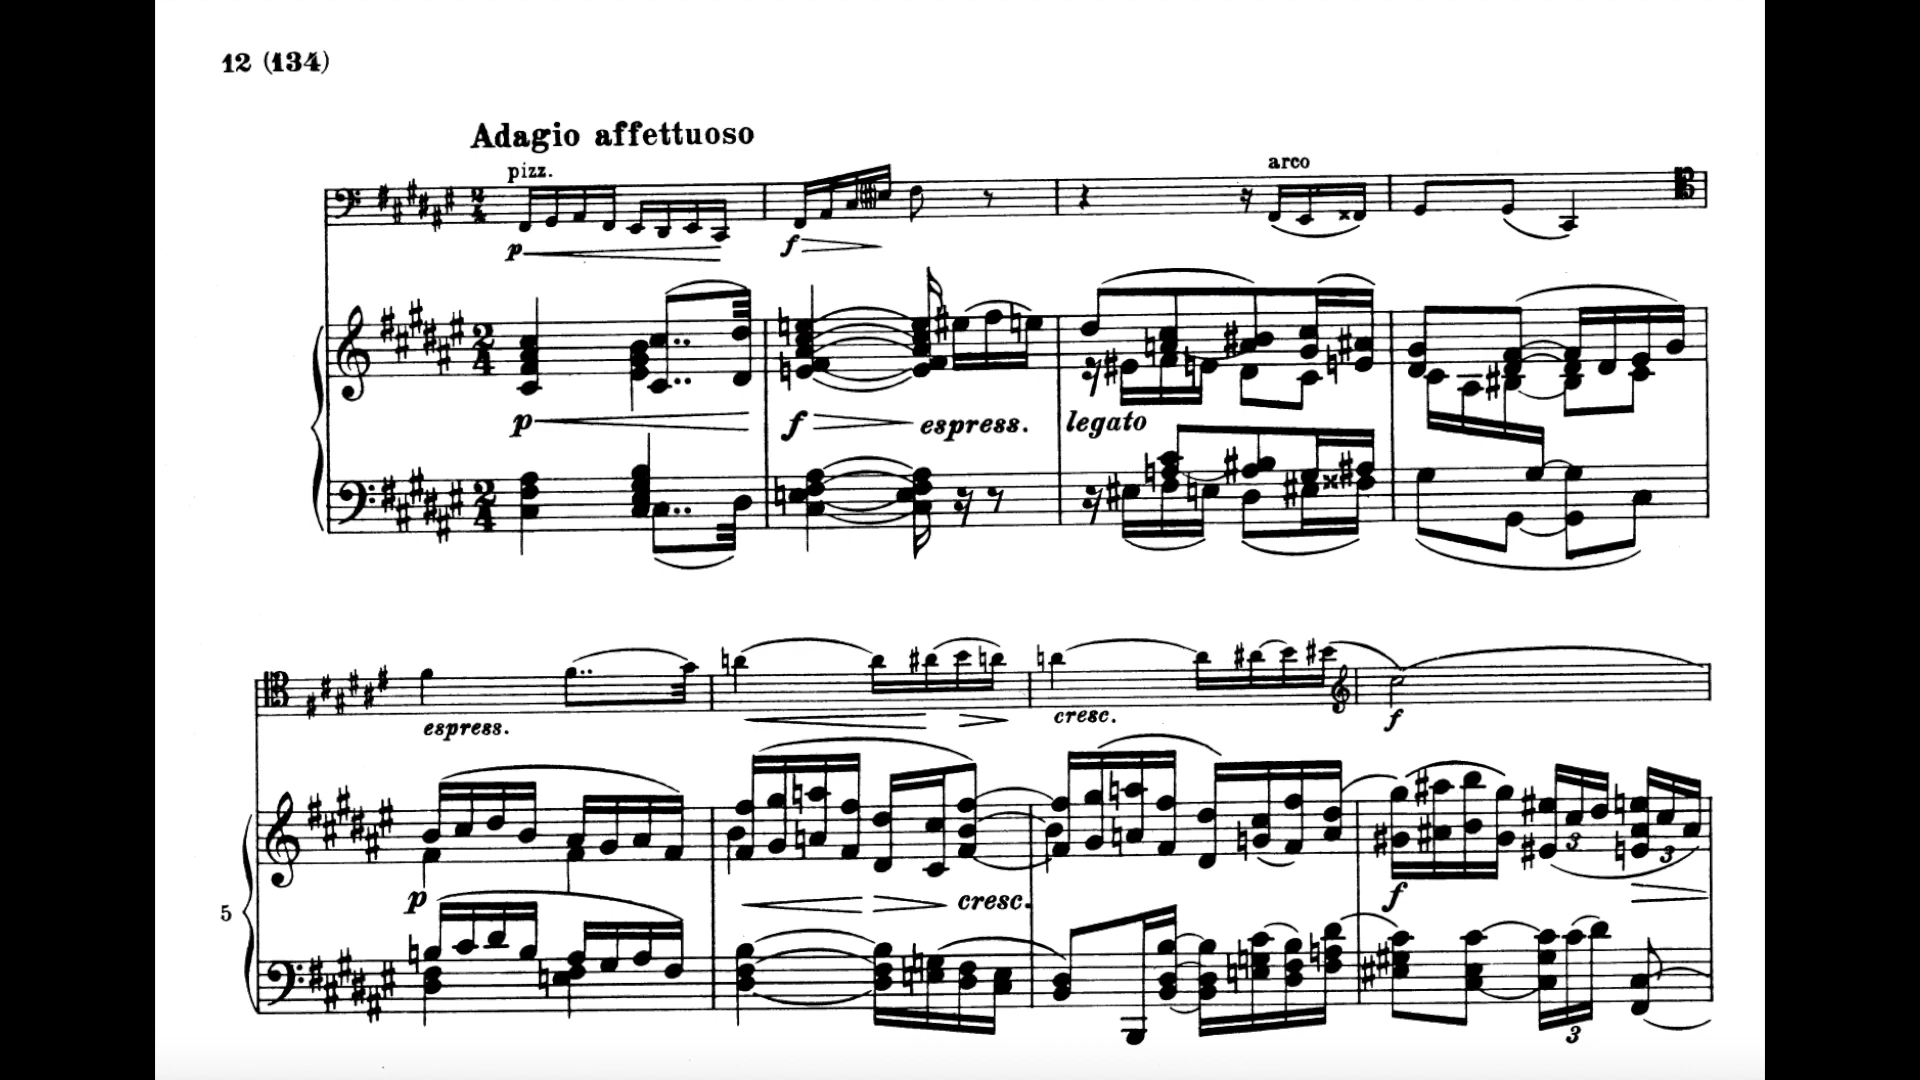 12 (134)
Adagio affettuoso
pizz.
arco
p
f
p
f
espress.
legato
espress.
cresc.
f
p
cresc.
f
3
3
5
3